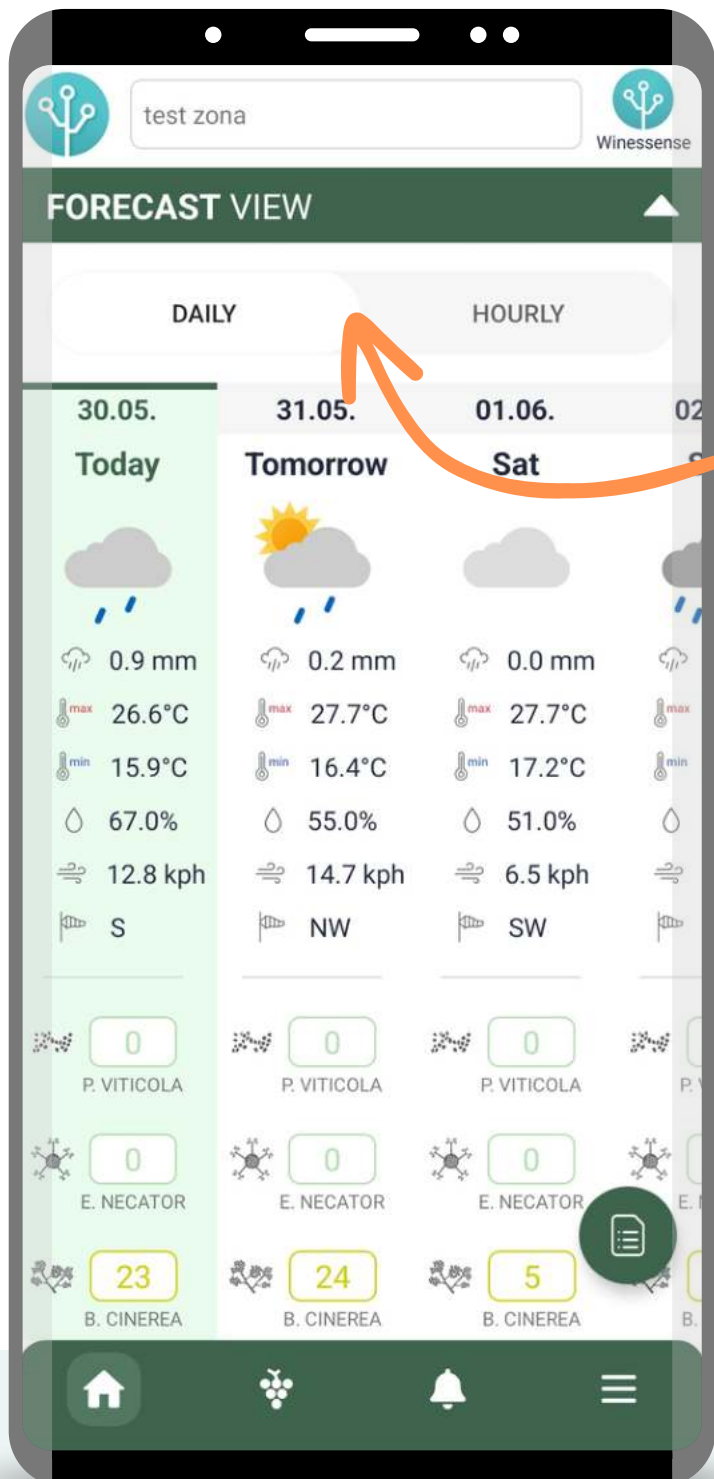 test zona
Winessense
FORECAST VIEW
DAILY HOURLY
30.05. 31.05. 01.06. 02
Today Tomorrow Sat S
0.9 mm 0.2 mm 0.0 mm
max 26.6°C max 27.7°C max 27.7°C max
min 15.9°C min 16.4°C min 17.2°C min
67.0% 55.0% 51.0%
12.8 kph 14.7 kph 6.5 kph
S NW SW
0 0 0
P. VITICOLA P. VITICOLA P. VITICOLA P.
0 0 0
E. NECATOR E. NECATOR E. NECATOR E.
23 24 5
B. CINEREA B. CINEREA B. CINEREA B.